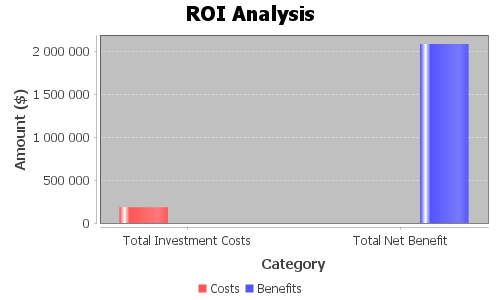 ROI Analysis
Amount ($)
2 000 000
1 500 000
1 000 000
500 000
0
Total Investment Costs
Total Net Benefit
Category
Costs Benefits